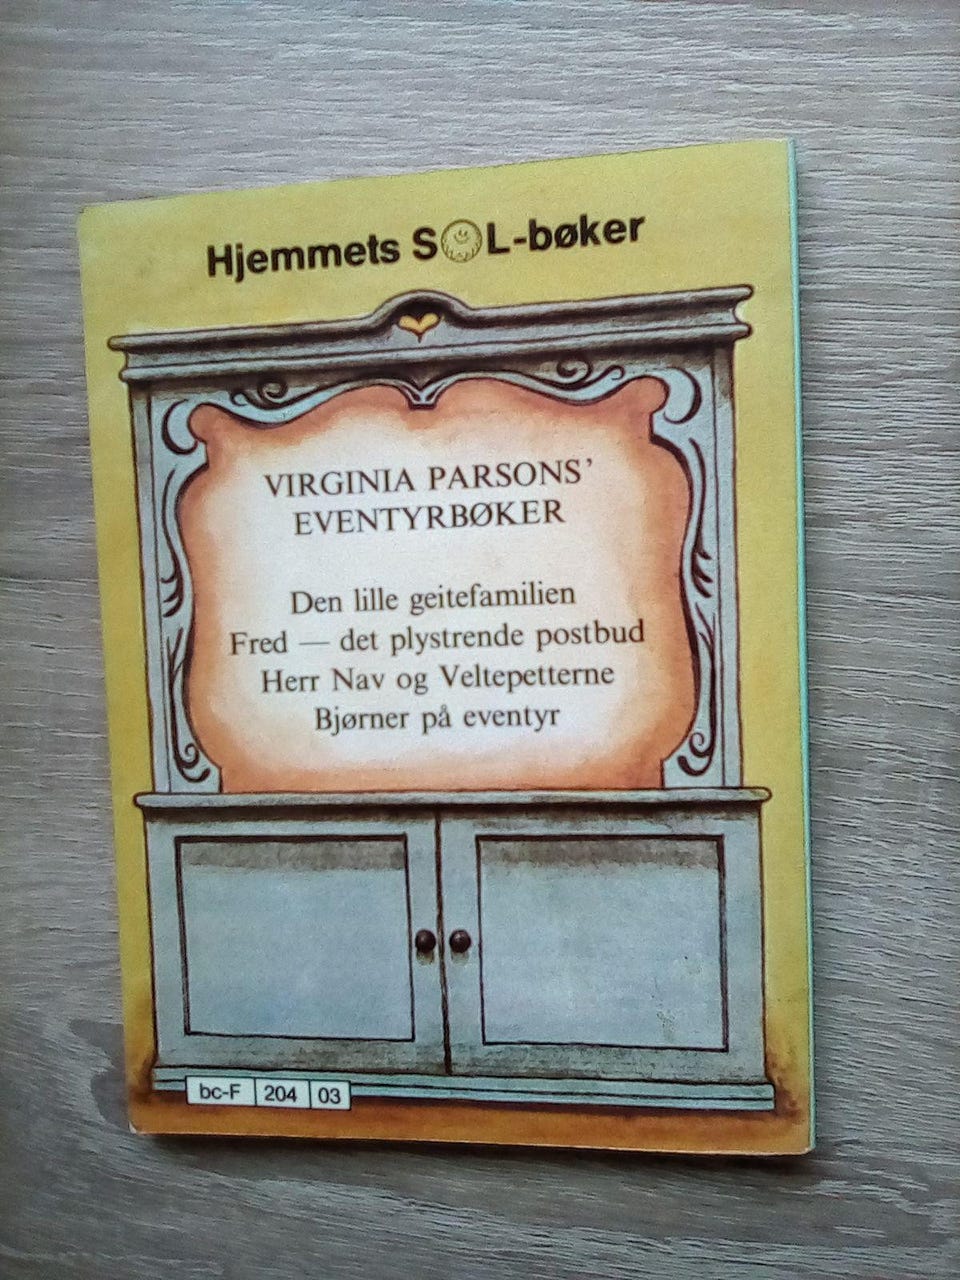 Hjemmets SOL-bøker
VIRGINIA PARSONS'
EVENTYRBØKER
Den lille geitefamilien
Fred — det plystrende postbud
Herr Nav og Veltepetterne
Bjørner på eventyr
bc-F 204 03